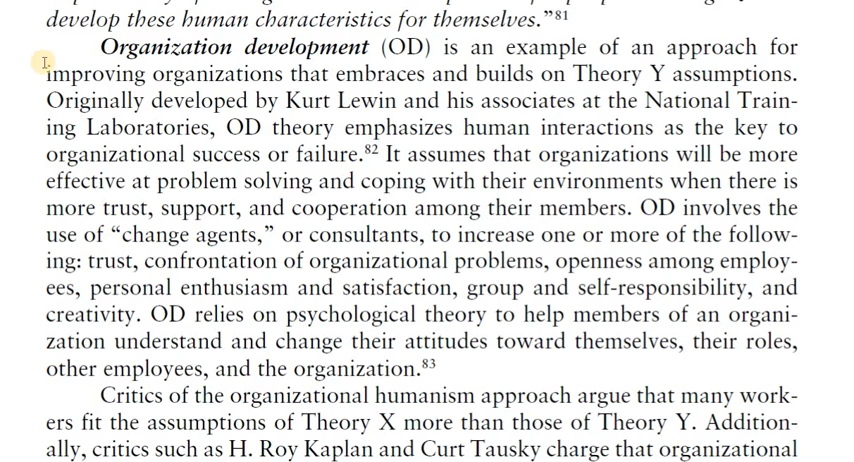 develop these human characteristics for themselves.”81
Organization development (OD) is an example of an approach for
improving organizations that embraces and builds on Theory Y assumptions.
Originally developed by Kurt Lewin and his associates at the National Train-
ing Laboratories, OD theory emphasizes human interactions as the key to
organizational success or failure.82 It assumes that organizations will be more
effective at problem solving and coping with their environments when there is
more trust, support, and cooperation among their members. OD involves the
use of “change agents,” or consultants, to increase one or more of the follow-
ing: trust, confrontation of organizational problems, openness among employ-
ees, personal enthusiasm and satisfaction, group and self-responsibility, and
creativity. OD relies on psychological theory to help members of an organi-
zation understand and change their attitudes toward themselves, their roles,
other employees, and the organization.83
Critics of the organizational humanism approach argue that many work-
ers fit the assumptions of Theory X more than those of Theory Y. Addition-
ally, critics such as H. Roy Kaplan and Curt Tausky charge that organizational